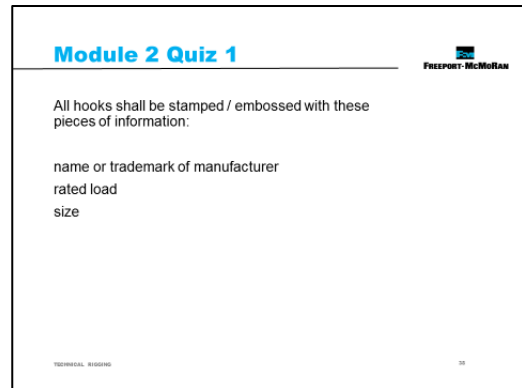 Module 2 Quiz 1
FREEPORT-MCMORAN
All hooks shall be stamped / embossed with these
pieces of information:
name or trademark of manufacturer
rated load
size
TECHNICAL RIGGING